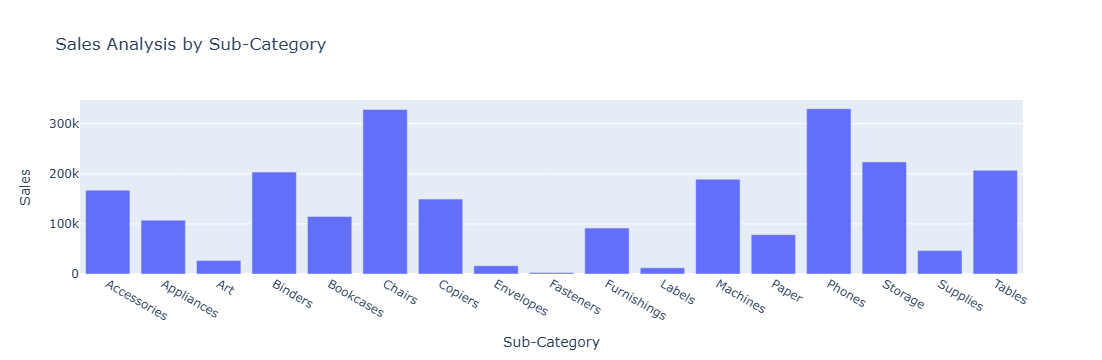 Sales Analysis by Sub-Category
300k
200k
100k
0
Sales
Accessories
Appliances
Art
Binders
Bookcases
Chairs
Copiers
Envelopes
Fasteners
Furnishings
Labels
Machines
Paper
Phones
Storage
Supplies
Tables
Sub-Category